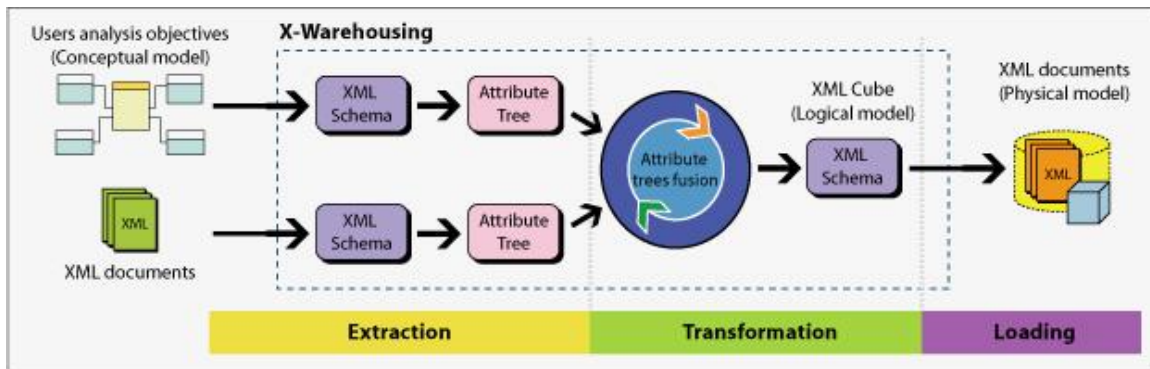 Users analysis objectives
(Conceptual model)
X-Warehousing
XML
Schema
Attribute
Tree
XML Cube
(Logical model)
XML documents
(Physical model)
Attribute
trees fusion
XML
Schema
XML
XML
XML
Schema
Attribute
Tree
XML documents
Extraction
Transformation
Loading